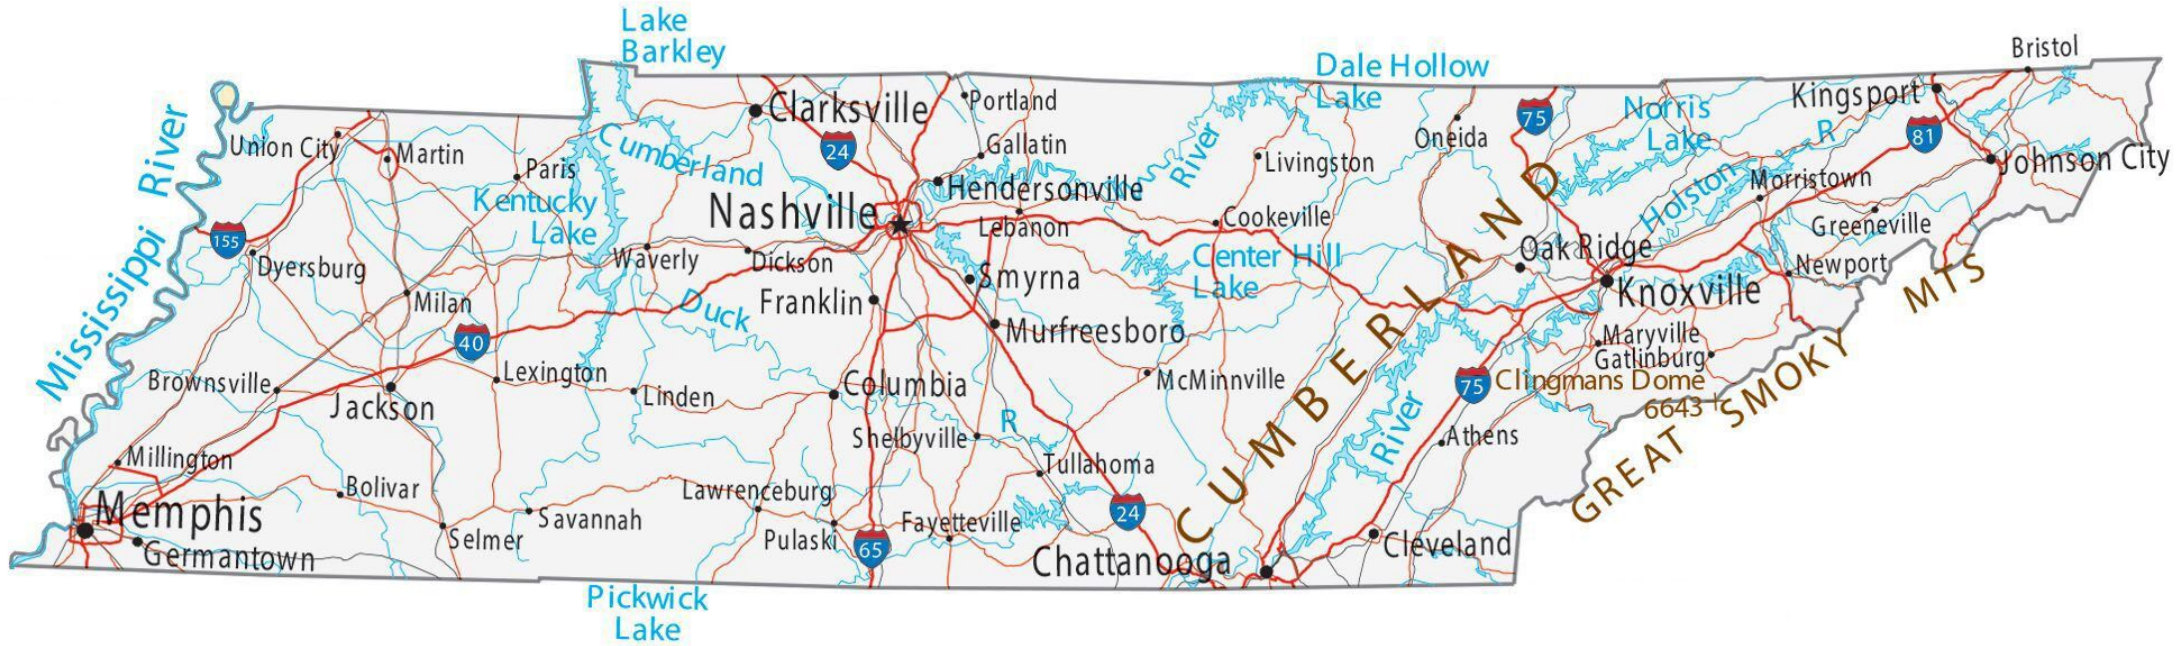 Lake
Barkley
Bristol
Dale Hollow
Lake
Kingsport
Portland
Clarksville
75
Norris
Lake
Mississippi River
Union City
Martin
Cumberland
24
Gallatin
River
Oneida
R
81
Paris
Livingston
Johnson City
Kentucky
Lake
Hendersonville
Holston
Morristown
Nashville
Lebanon
Cookeville
Greeneville
155
Dyersburg
Waverly
Dickson
Center Hill
Lake
Oak Ridge
Newport
Smyrna
Knoxville
Milan
Duck
Franklin
Murfreesboro
CUMBERLAND
GREAT SMOKY MTS
40
Maryville
Gatlinburg
Brownsville
Lexington
Linden
Columbia
McMinnville
75
Clingmans Dome
6643
Jackson
Shelbyville
R
River
Athens
Millington
Tullahoma
Bolivar
Lawrenceburg
Memphis
Savannah
Selmer
Pulaski
Fayetteville
24
Germantown
65
Chattanooga
Cleveland
Pickwick
Lake